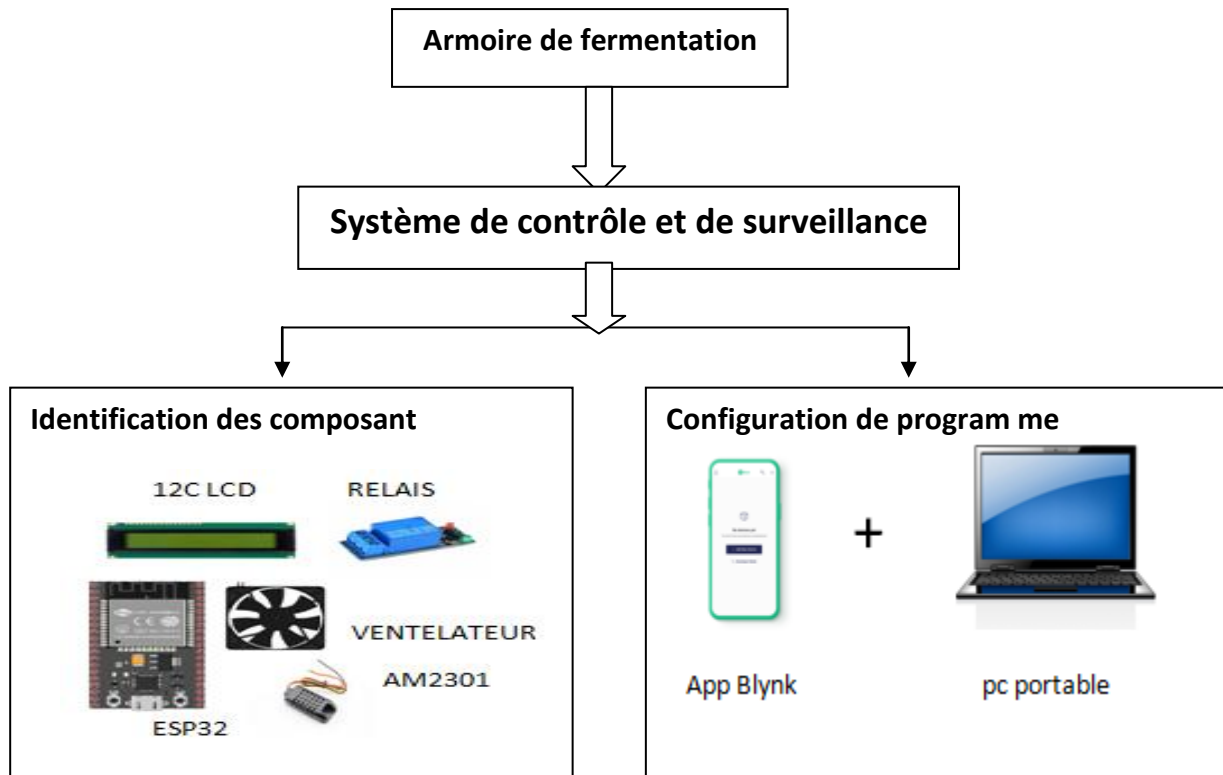 Armoire de fermentation
Système de contrôle et de surveillance
Identification des composant
12C LCD
RELAIS
VENTELATEUR
AM2301
ESP32
Configuration de program me
+
App Blynk
pc portable